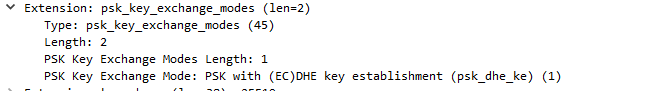 Extension: psk_key_exchange_modes (len=2)
Type: psk_key_exchange_modes (45)
Length: 2
PSK Key Exchange Modes Length: 1
PSK Key Exchange Mode: PSK with (EC)DHE key establishment (psk_dhe_ke) (1)